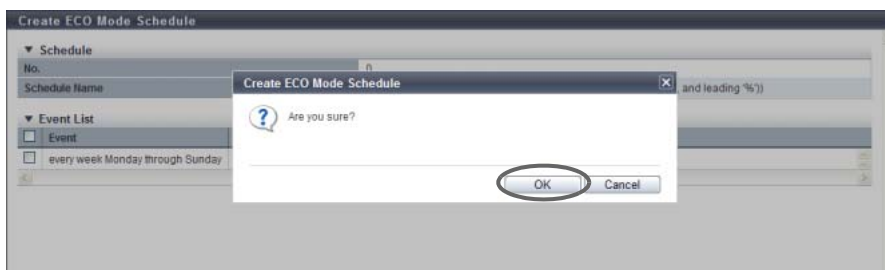 Create ECO Mode Schedule
▼ Schedule
No. 0
Schedule Name and leading '%'))
Create ECO Mode Schedule
Are you sure?
▼ Event List
Event
every week Monday through Sunday
OK Cancel